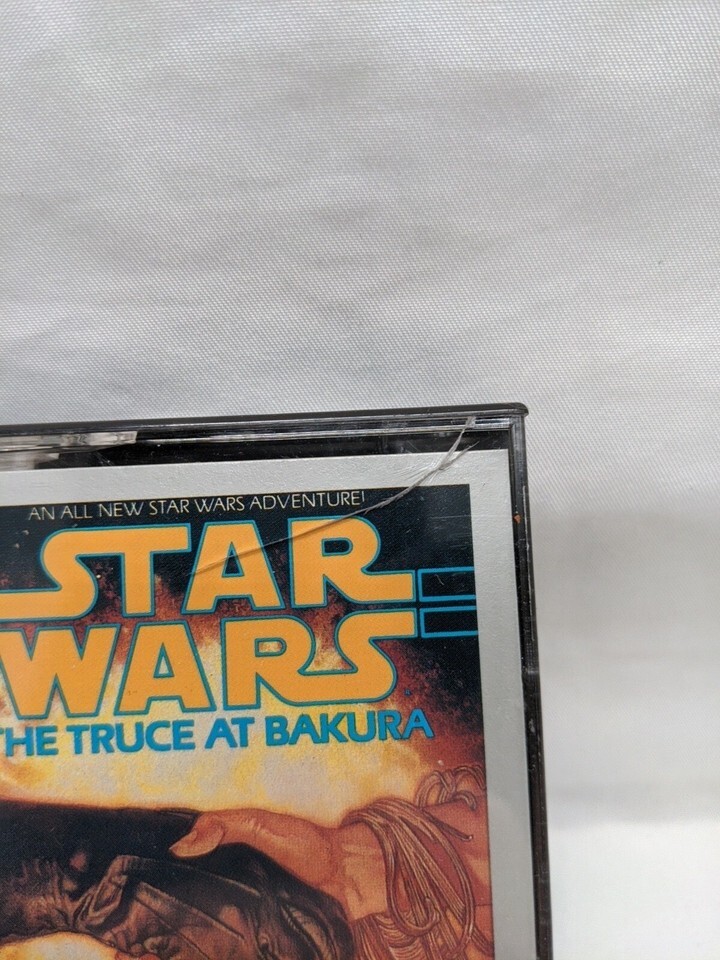 AN ALL NEW STAR WARS ADVENTURE!
STAR
WARS
THE TRUCE AT BAKURA